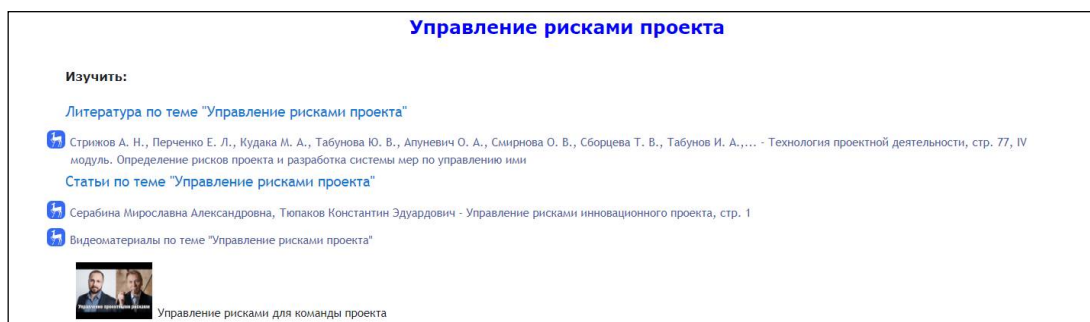 Управление рисками проекта
Изучить:
Литература по теме "Управление рисками проекта"
Стрижов А. Н., Перченко Е. Л., Кудака М. А., Табунова Ю. В., Апуневич О. А., Смирнова О. В., Сборцева Т. В., Табунов И. А.,... - Технология проектной деятельности, стр. 77, IV
модуль. Определение рисков проекта и разработка системы мер по управлению ими
Статьи по теме "Управление рисками проекта"
Серабина Мирославна Александровна, Тюпаков Константин Эдуардович - Управление рисками инновационного проекта, стр. 1
Видеоматериалы по теме "Управление рисками проекта"
Управление проектными рисками
Управление рисками для команды проекта